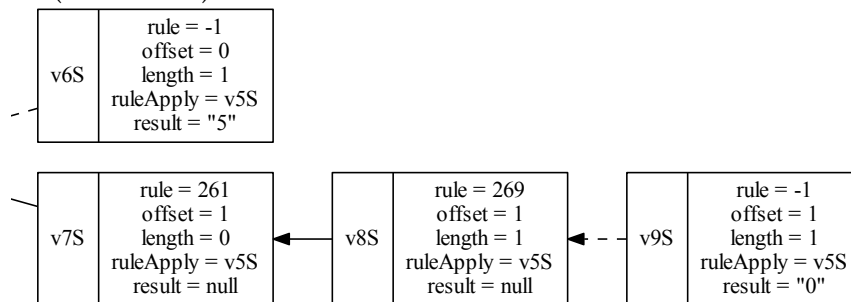 v6S
rule = -1
offset = 0
length = 1
ruleApply = v5S
result = "5"
v7S
rule = 261
offset = 1
length = 0
ruleApply = v5S
result = null
v8S
rule = 269
offset = 1
length = 1
ruleApply = v5S
result = null
v9S
rule = -1
offset = 1
length = 1
ruleApply = v5S
result = "0"